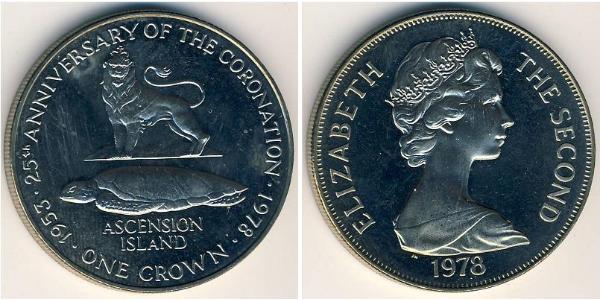 1953 · 25th ANNIVERSARY OF THE CORONATION · 1978 ·
ASCENSION
ISLAND
ONE CROWN
ELIZABETH THE SECOND
1978